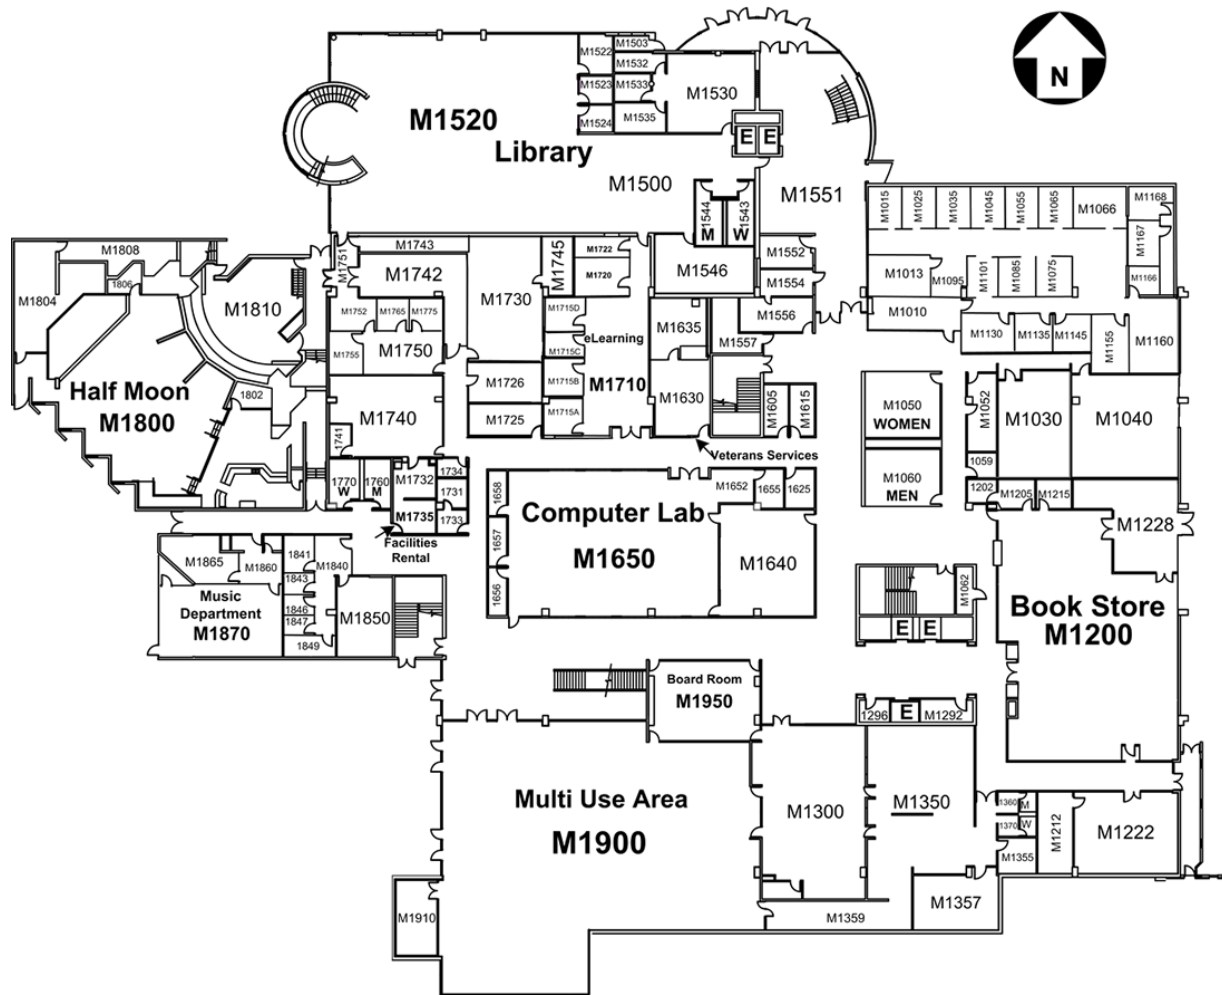 N
M1503
M1522
M1532
M1523
M1533
M1530
M1524
M1535
M1520
Library
E E
M1500
M1551
M1544
M
M1543
W
M1015
M1025
M1035
M1045
M1055
M1065
M1066
M1168
M1167
M1166
M1013
M1095
M1101
M1085
M1075
M1010
M1808
M1804
1806
M1810
M1751
M1743
M1742
M1745
M1722
M1720
M1546
M1552
M1554
M1556
M1730
M1752
M1765
M1775
M1715D
eLearning
M1635
M1557
M1755
M1750
M1715C
M1710
M1130
M1135
M1145
M1155
M1160
Half Moon
M1800
1802
M1726
M1715B
M1630
M1605
M1615
M1740
M1725
M1715A
1741
M1050
WOMEN
M1052
M1030
M1040
Veterans Services
1770
W
1760
M
M1732
1734
1731
1733
M1735
Facilities
Rental
1658
1657
1656
Computer Lab
M1650
M1652
1655
1625
M1640
M1060
MEN
1059
1202
M1205
M1215
M1228
M1865
M1860
1841
M1840
1843
1846
1847
1849
M1850
Music
Department
M1870
M1062
E E
Book Store
M1200
Board Room
M1950
1296
E
M1292
Multi Use Area
M1900
M1300
M1350
1360
M
1370
W
M1355
M1212
M1222
M1910
M1359
M1357